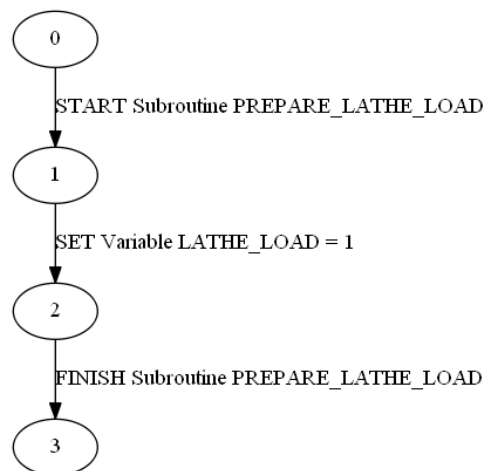 0
START Subroutine PREPARE_LATHE_LOAD
1
SET Variable LATHE_LOAD = 1
2
FINISH Subroutine PREPARE_LATHE_LOAD
3